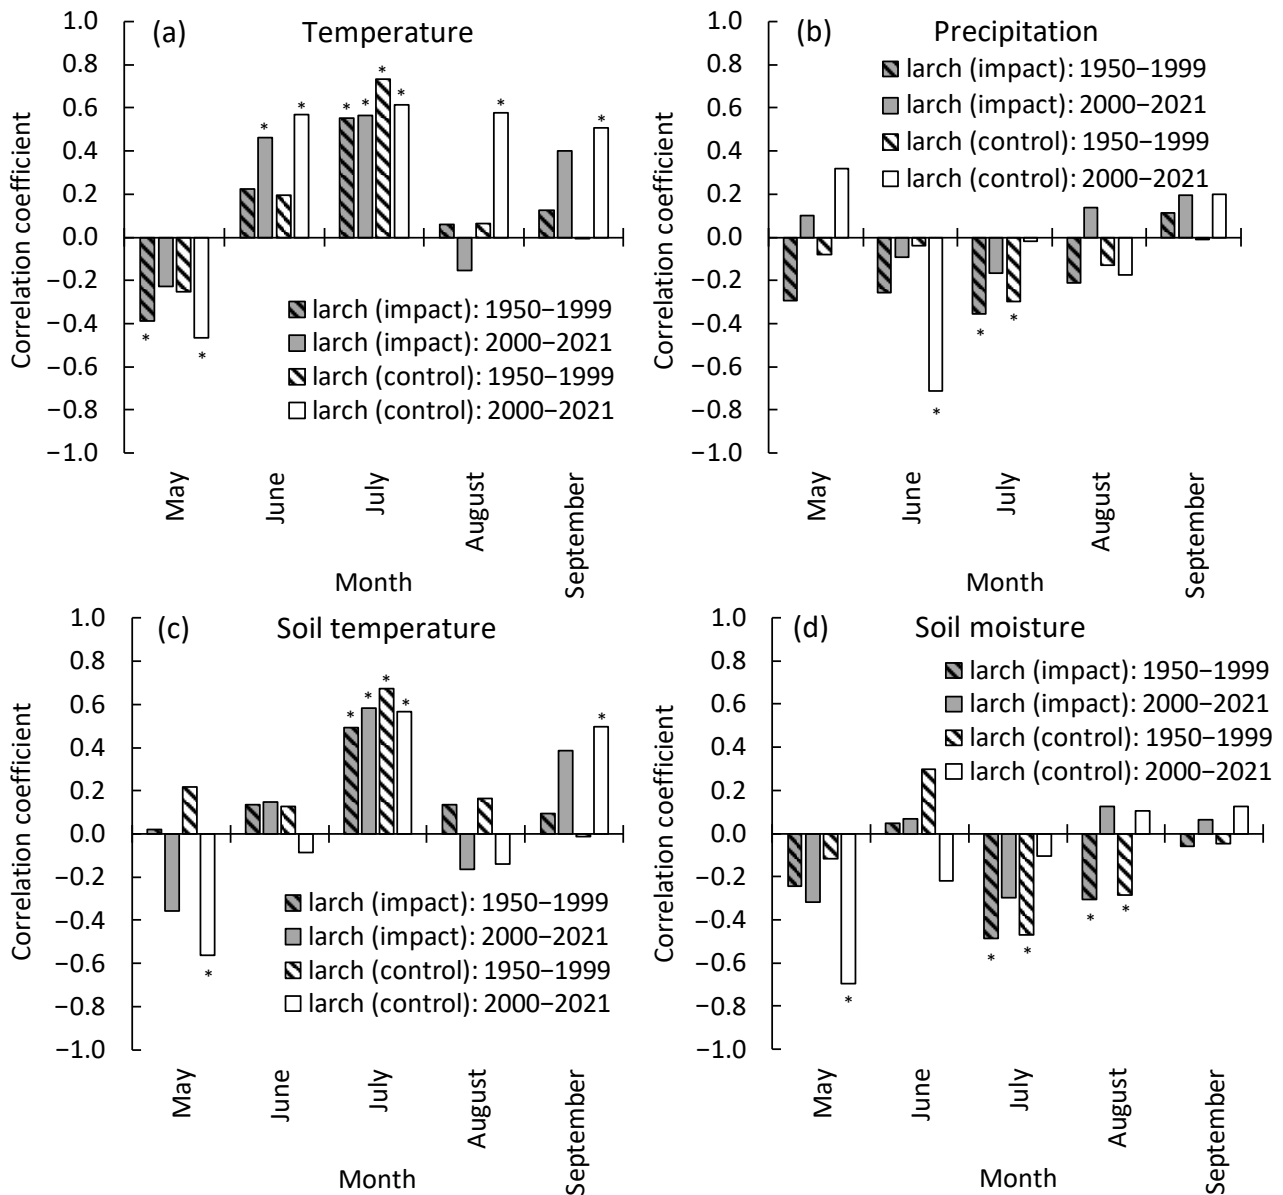 (a) Temperature
Correlation coefficient
1.0
0.8
0.6
0.4
0.2
0.0
−0.2
−0.4
−0.6
−0.8
−1.0
* * * * * * * * * *
larch (impact): 1950−1999
larch (impact): 2000−2021
larch (control): 1950−1999
larch (control): 2000−2021
May
June
July
August
September
Month
(b) Precipitation
Correlation coefficient
1.0
0.8
0.6
0.4
0.2
0.0
−0.2
−0.4
−0.6
−0.8
−1.0
larch (impact): 1950−1999
larch (impact): 2000−2021
larch (control): 1950−1999
larch (control): 2000−2021
* * *
May
June
July
August
September
Month
(c) Soil temperature
Correlation coefficient
1.0
0.8
0.6
0.4
0.2
0.0
−0.2
−0.4
−0.6
−0.8
−1.0
* * * * * *
larch (impact): 1950−1999
larch (impact): 2000−2021
larch (control): 1950−1999
larch (control): 2000−2021
May
June
July
August
September
Month
(d) Soil moisture
Correlation coefficient
1.0
0.8
0.6
0.4
0.2
0.0
−0.2
−0.4
−0.6
−0.8
−1.0
larch (impact): 1950−1999
larch (impact): 2000−2021
larch (control): 1950−1999
larch (control): 2000−2021
* * * * *
May
June
July
August
September
Month